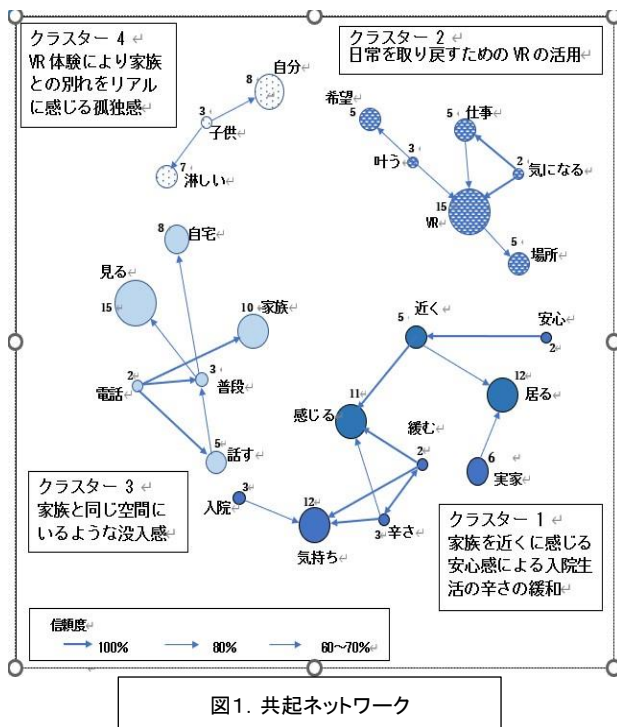 クラスター 4
VR 体験により家族
との別れをリアル
に感じる孤独感
クラスター 2
日常を取り戻すための VR の活用
自分
8
3
子供
7
淋しい
希望
5
仕事
5
3
叶う
2
気になる
15
VR
5
場所
8
自宅
見る
15
10
家族
2
電話
3
普段
5
話す
近く
5
安心
2
12
居る
11
感じる
緩む
2
6
実家
3
入院
12
気持ち
3
辛さ
クラスター 3
家族と同じ空間に
いるような没入感
クラスター 1
家族を近くに感じる
安心感による入院生
活の辛さの緩和
信頼度
100%
80%
60~70%
図1. 共起ネットワーク